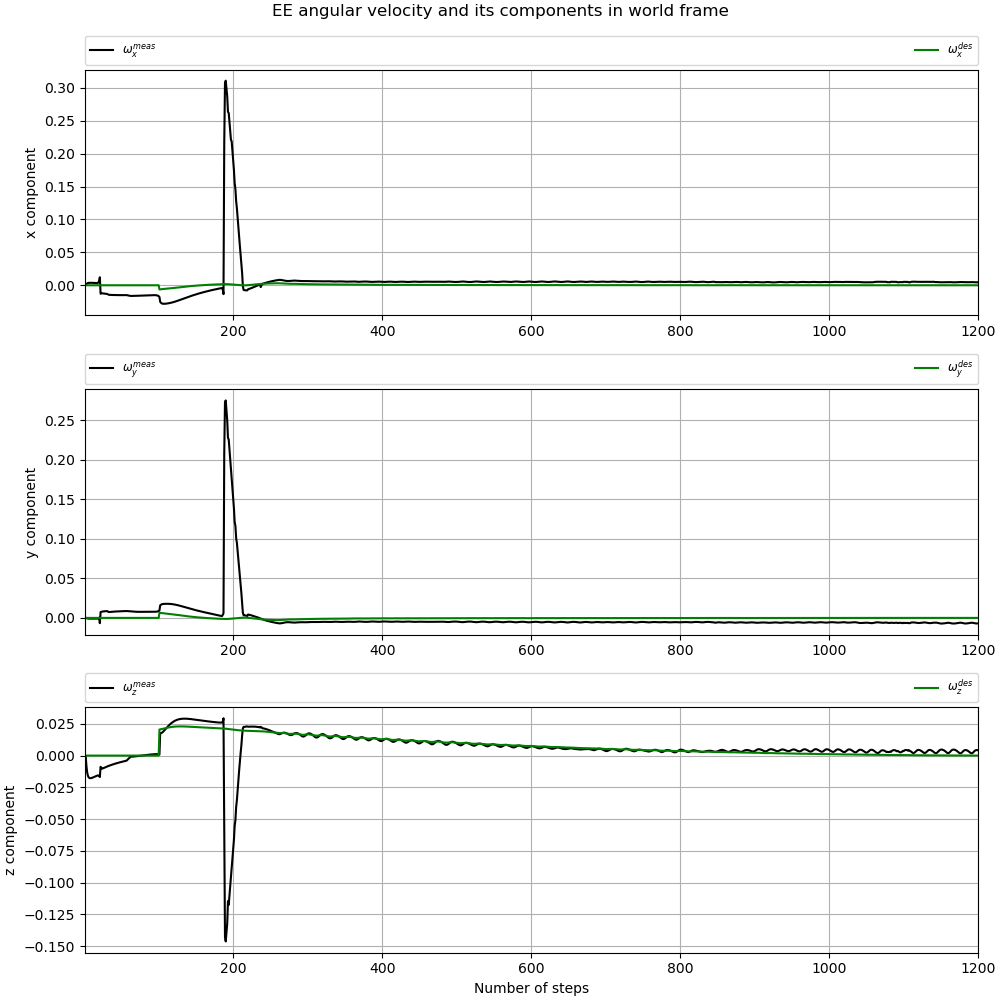 EE angular velocity and its components in world frame
ω_x^meas ω_x^des
0.30
0.25
0.20
0.15
0.10
0.05
0.00
x component
200 400 600 800 1000 1200
ω_y^meas ω_y^des
0.25
0.20
0.15
0.10
0.05
0.00
y component
200 400 600 800 1000 1200
ω_z^meas ω_z^des
0.025
0.000
−0.025
−0.050
−0.075
−0.100
−0.125
−0.150
z component
200 400 600 800 1000 1200
Number of steps